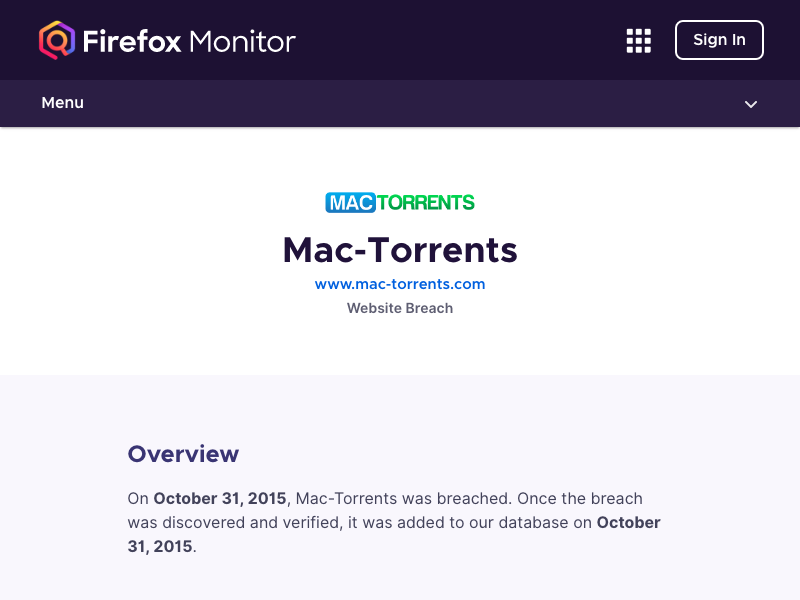 Firefox Monitor
Sign In
Menu
MAC TORRENTS
Mac-Torrents
www.mac-torrents.com
Website Breach
Overview
On October 31, 2015, Mac-Torrents was breached. Once the breach
was discovered and verified, it was added to our database on October
31, 2015.